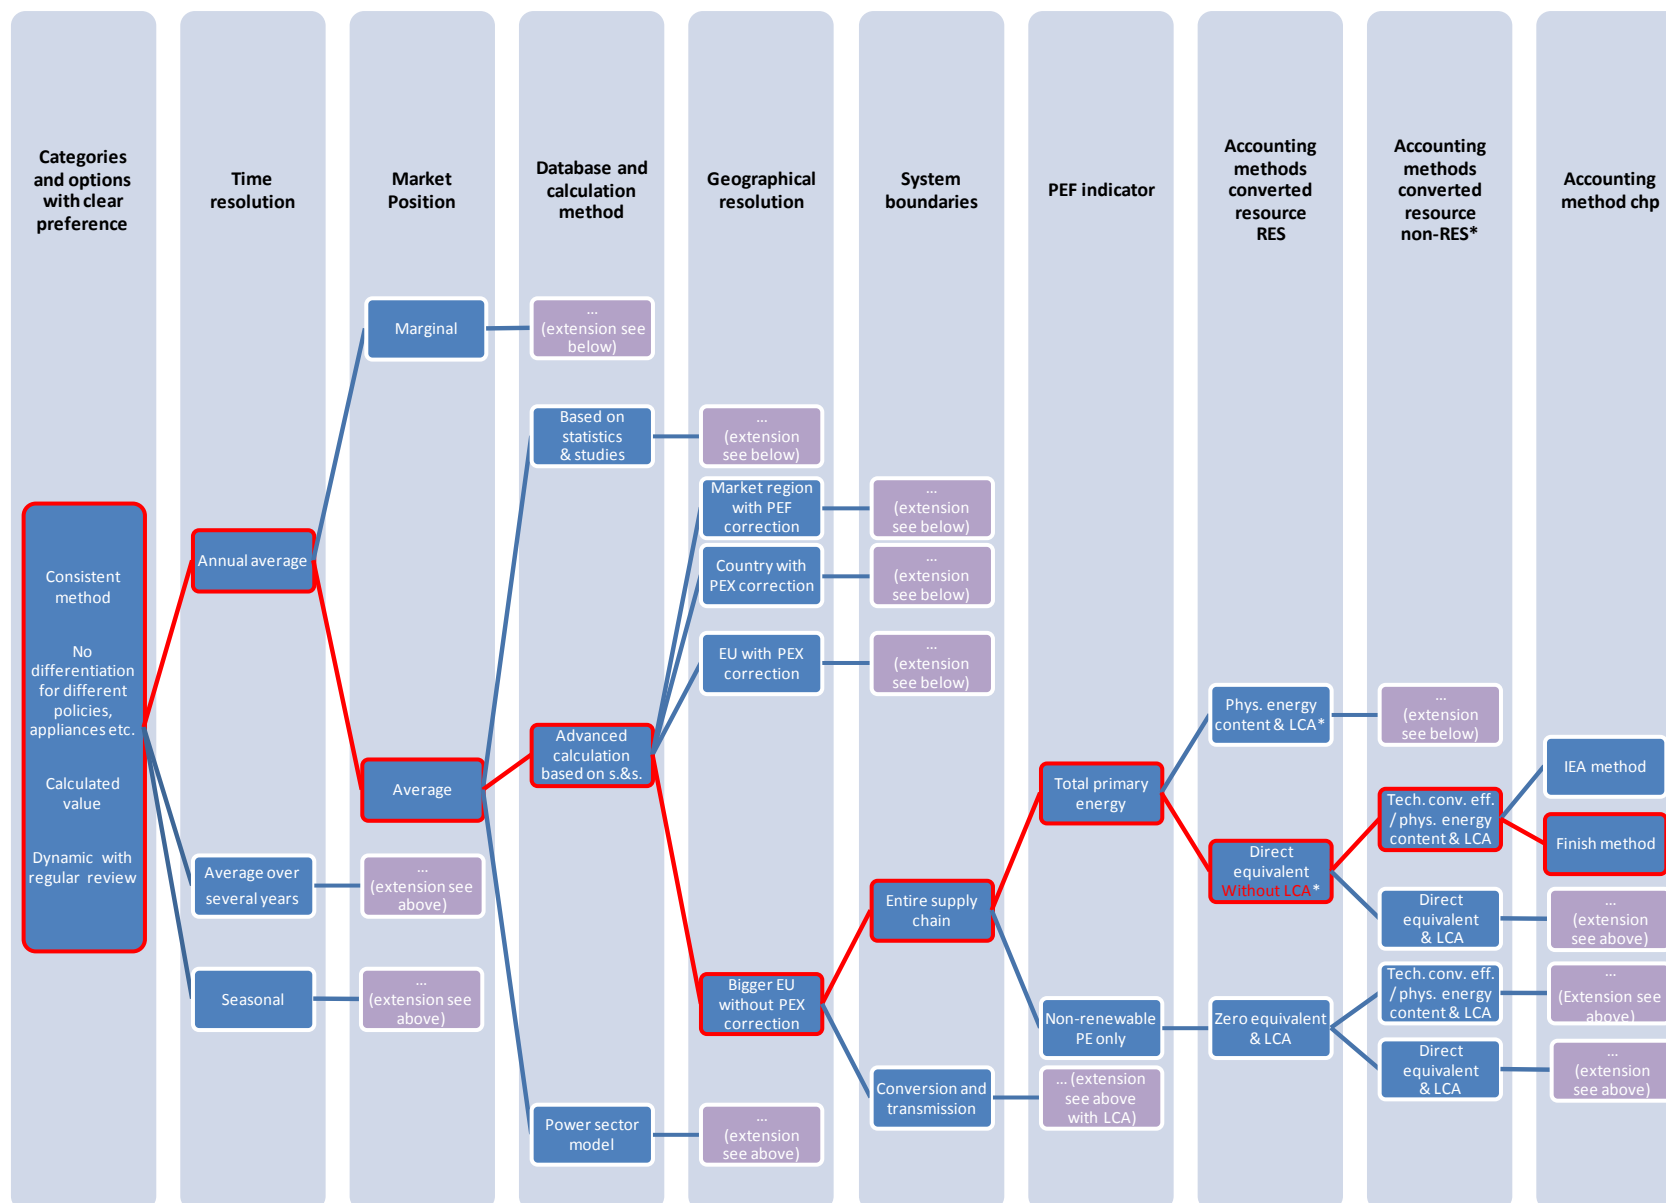 Categories
and options
with clear
preference
Time
resolution
Market
Position
Database and
calculation
method
Geographical
resolution
System
boundaries
PEF indicator
Accounting
methods
converted
resource
RES
Accounting
methods
converted
resource
non-RES*
Accounting
method chp
Consistent
method
No
differentiation
for different
policies,
appliances etc.
Calculated
value
Dynamic with
regular review
Annual average
Average over
several years
Seasonal
Marginal
Average
...
(extension see
above)
...
(extension see
above)
...
(extension see
below)
Based on
statistics
& studies
Advanced
calculation
based on s.&s.
Power sector
model
...
(extension
see below)
Market region
with PEF
correction
Country with
PEX correction
EU with PEX
correction
Bigger EU
without PEX
correction
...
(extension
see above)
...
(extension
see below)
...
(extension
see below)
...
(extension
see below)
Entire supply
chain
Conversion and
transmission
Total primary
energy
Non-renewable
PE only
... (extension
see above
with LCA)
Phys. energy
content & LCA*
Direct
equivalent
Without LCA*
Zero equivalent
& LCA
...
(extension
see below)
Tech. conv. eff.
/ phys. energy
content & LCA
Direct
equivalent
& LCA
Tech. conv. eff.
/ phys. energy
content & LCA
Direct
equivalent
& LCA
IEA method
Finish method
...
(extension
see above)
...
(Extension see
above)
...
(extension
see above)